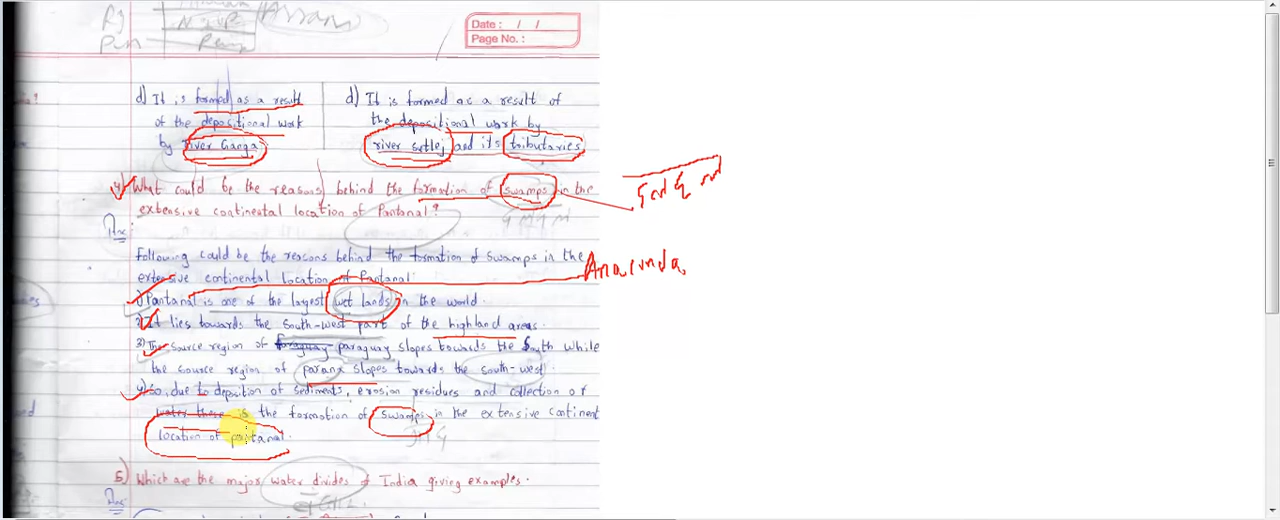 Date : / /
Page No. :
d) It is formed as a result
of the depositional work
by river Ganga.
d) It is formed as a result of
the depositional work by
river Sutlej and its tributaries
4) What could be the reasons behind the formation of swamps in the
extensive continental location of Pantanal?
Ans:
Following could be the reasons behind the formation of swamps in the
extensive continental location of Pantanal.
1) Pantanal is one of the largest wet lands in the world.
2) It lies towards the south-west part of the highland areas.
3) The source region of paraguay slopes towards the South while
the source region of parana slopes towards the south-west.
4) So, due to deposition of sediments, erosion residues and collection of
water there is the formation of swamps in the extensive continent
location of pantanal.
5) Which are the major water divides of India giving examples.
Ans